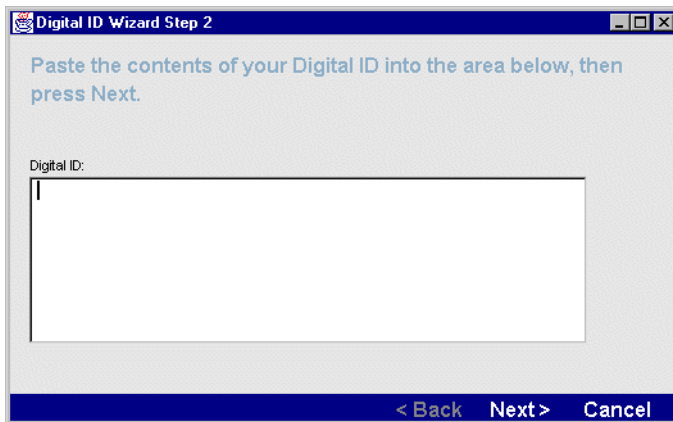 Digital ID Wizard Step 2
Paste the contents of your Digital ID into the area below, then
press Next.
Digital ID:
< Back Next > Cancel